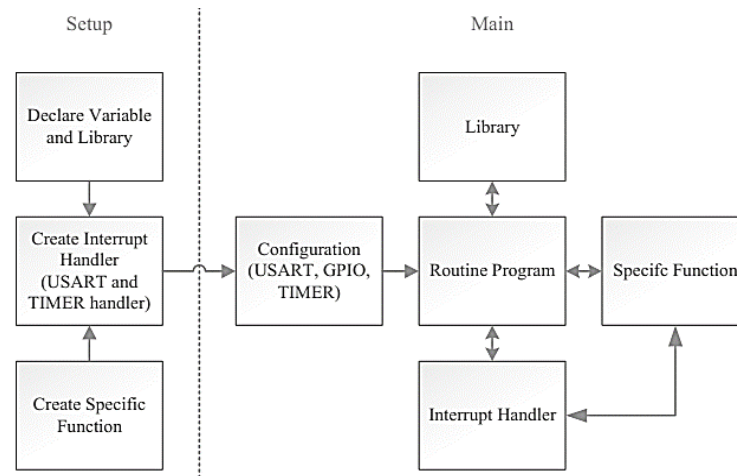 Setup
Main
Declare Variable
and Library
Library
Create Interrupt
Handler
(USART and
TIMER handler)
Configuration
(USART, GPIO,
TIMER)
Routine Program
Specifc Function
Create Specific
Function
Interrupt Handler